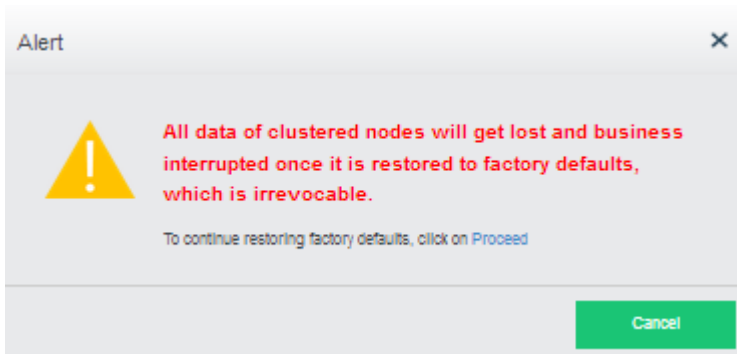 Alert
All data of clustered nodes will get lost and business
interrupted once it is restored to factory defaults,
which is irrevocable.
To continue restoring factory defaults, click on Proceed
Cancel